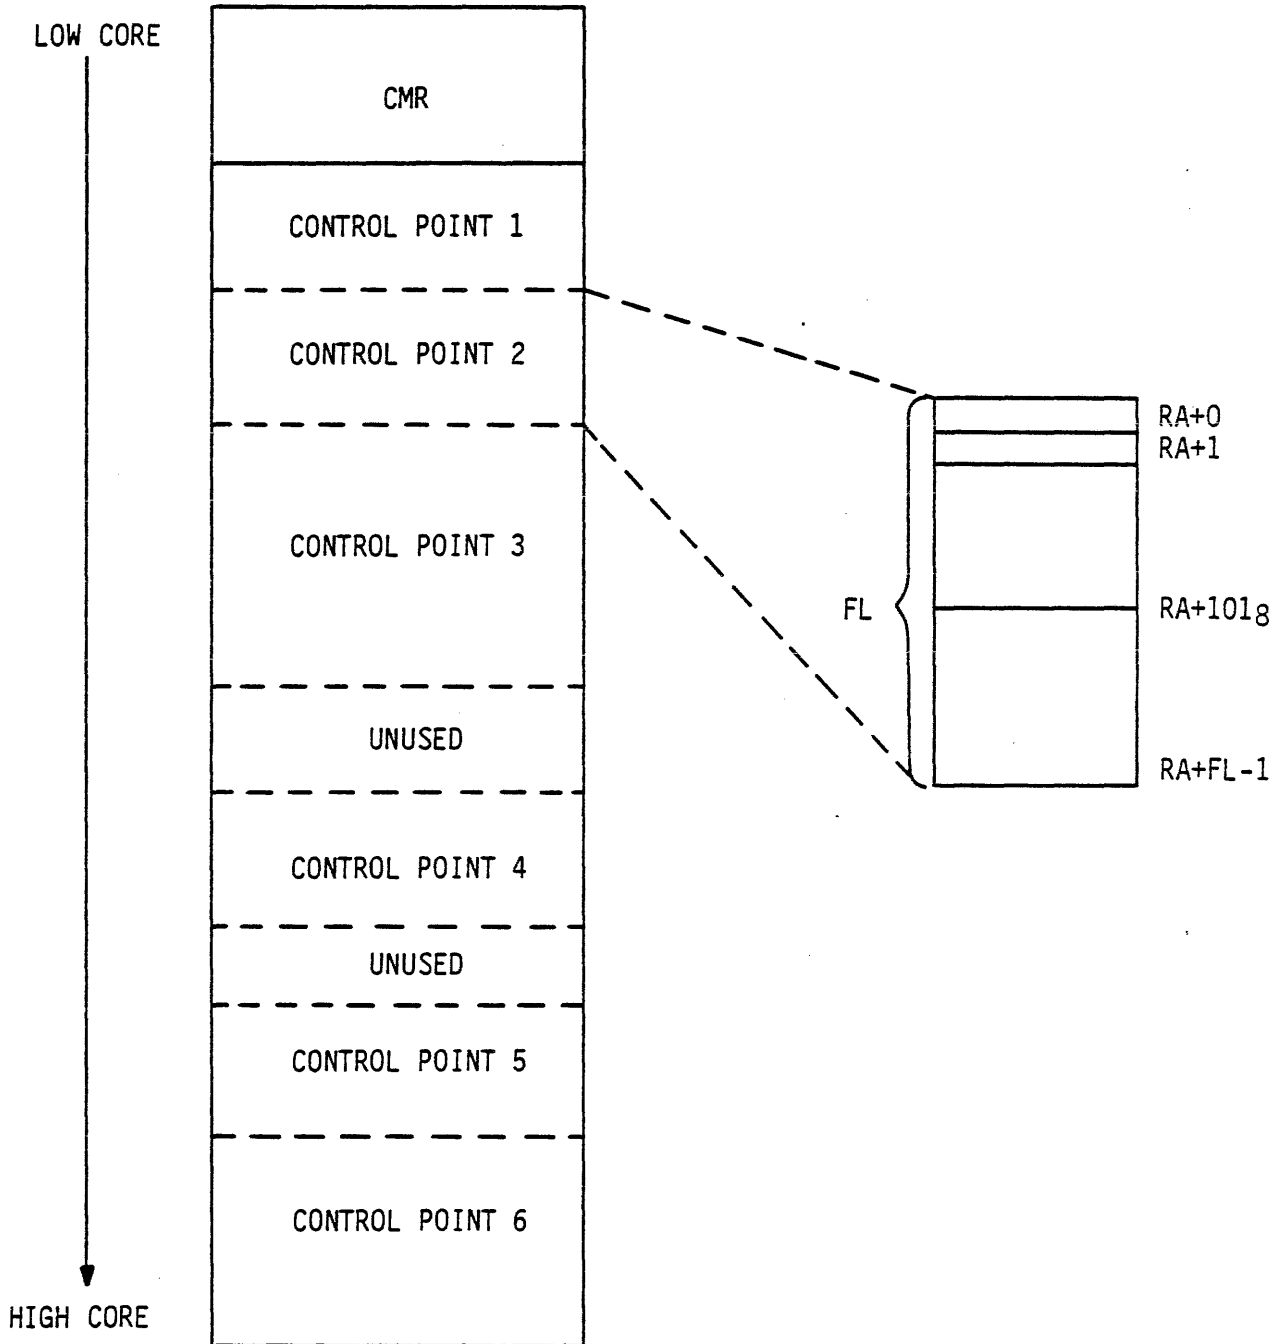 LOW CORE
CMR
CONTROL POINT 1
CONTROL POINT 2
RA+0
RA+1
CONTROL POINT 3
FL
RA+101₈
UNUSED
RA+FL-1
CONTROL POINT 4
UNUSED
CONTROL POINT 5
CONTROL POINT 6
HIGH CORE